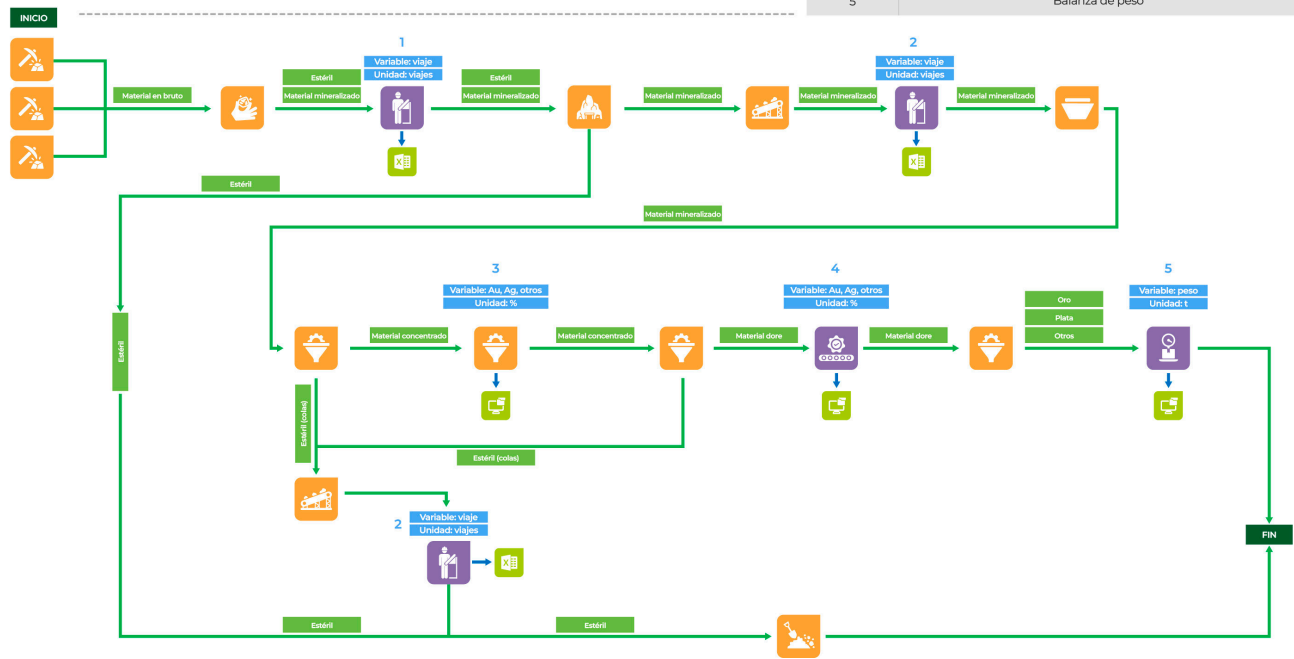 5 Balanza de peso
INICIO
1
Variable: viaje
Unidad: viajes
2
Variable: viaje
Unidad: viajes
Material en bruto
Estéril
Material mineralizado
Estéril
Material mineralizado
Material mineralizado
Material mineralizado
Material mineralizado
Estéril
Material mineralizado
3
Variable: Au, Ag, otros
Unidad: %
4
Variable: Au, Ag, otros
Unidad: %
5
Variable: peso
Unidad: t
Estéril
Material concentrado
Material concentrado
Material dore
Material dore
Oro
Plata
Otros
Estéril (colas)
Estéril (colas)
2
Variable: viaje
Unidad: viajes
FIN
Estéril
Estéril